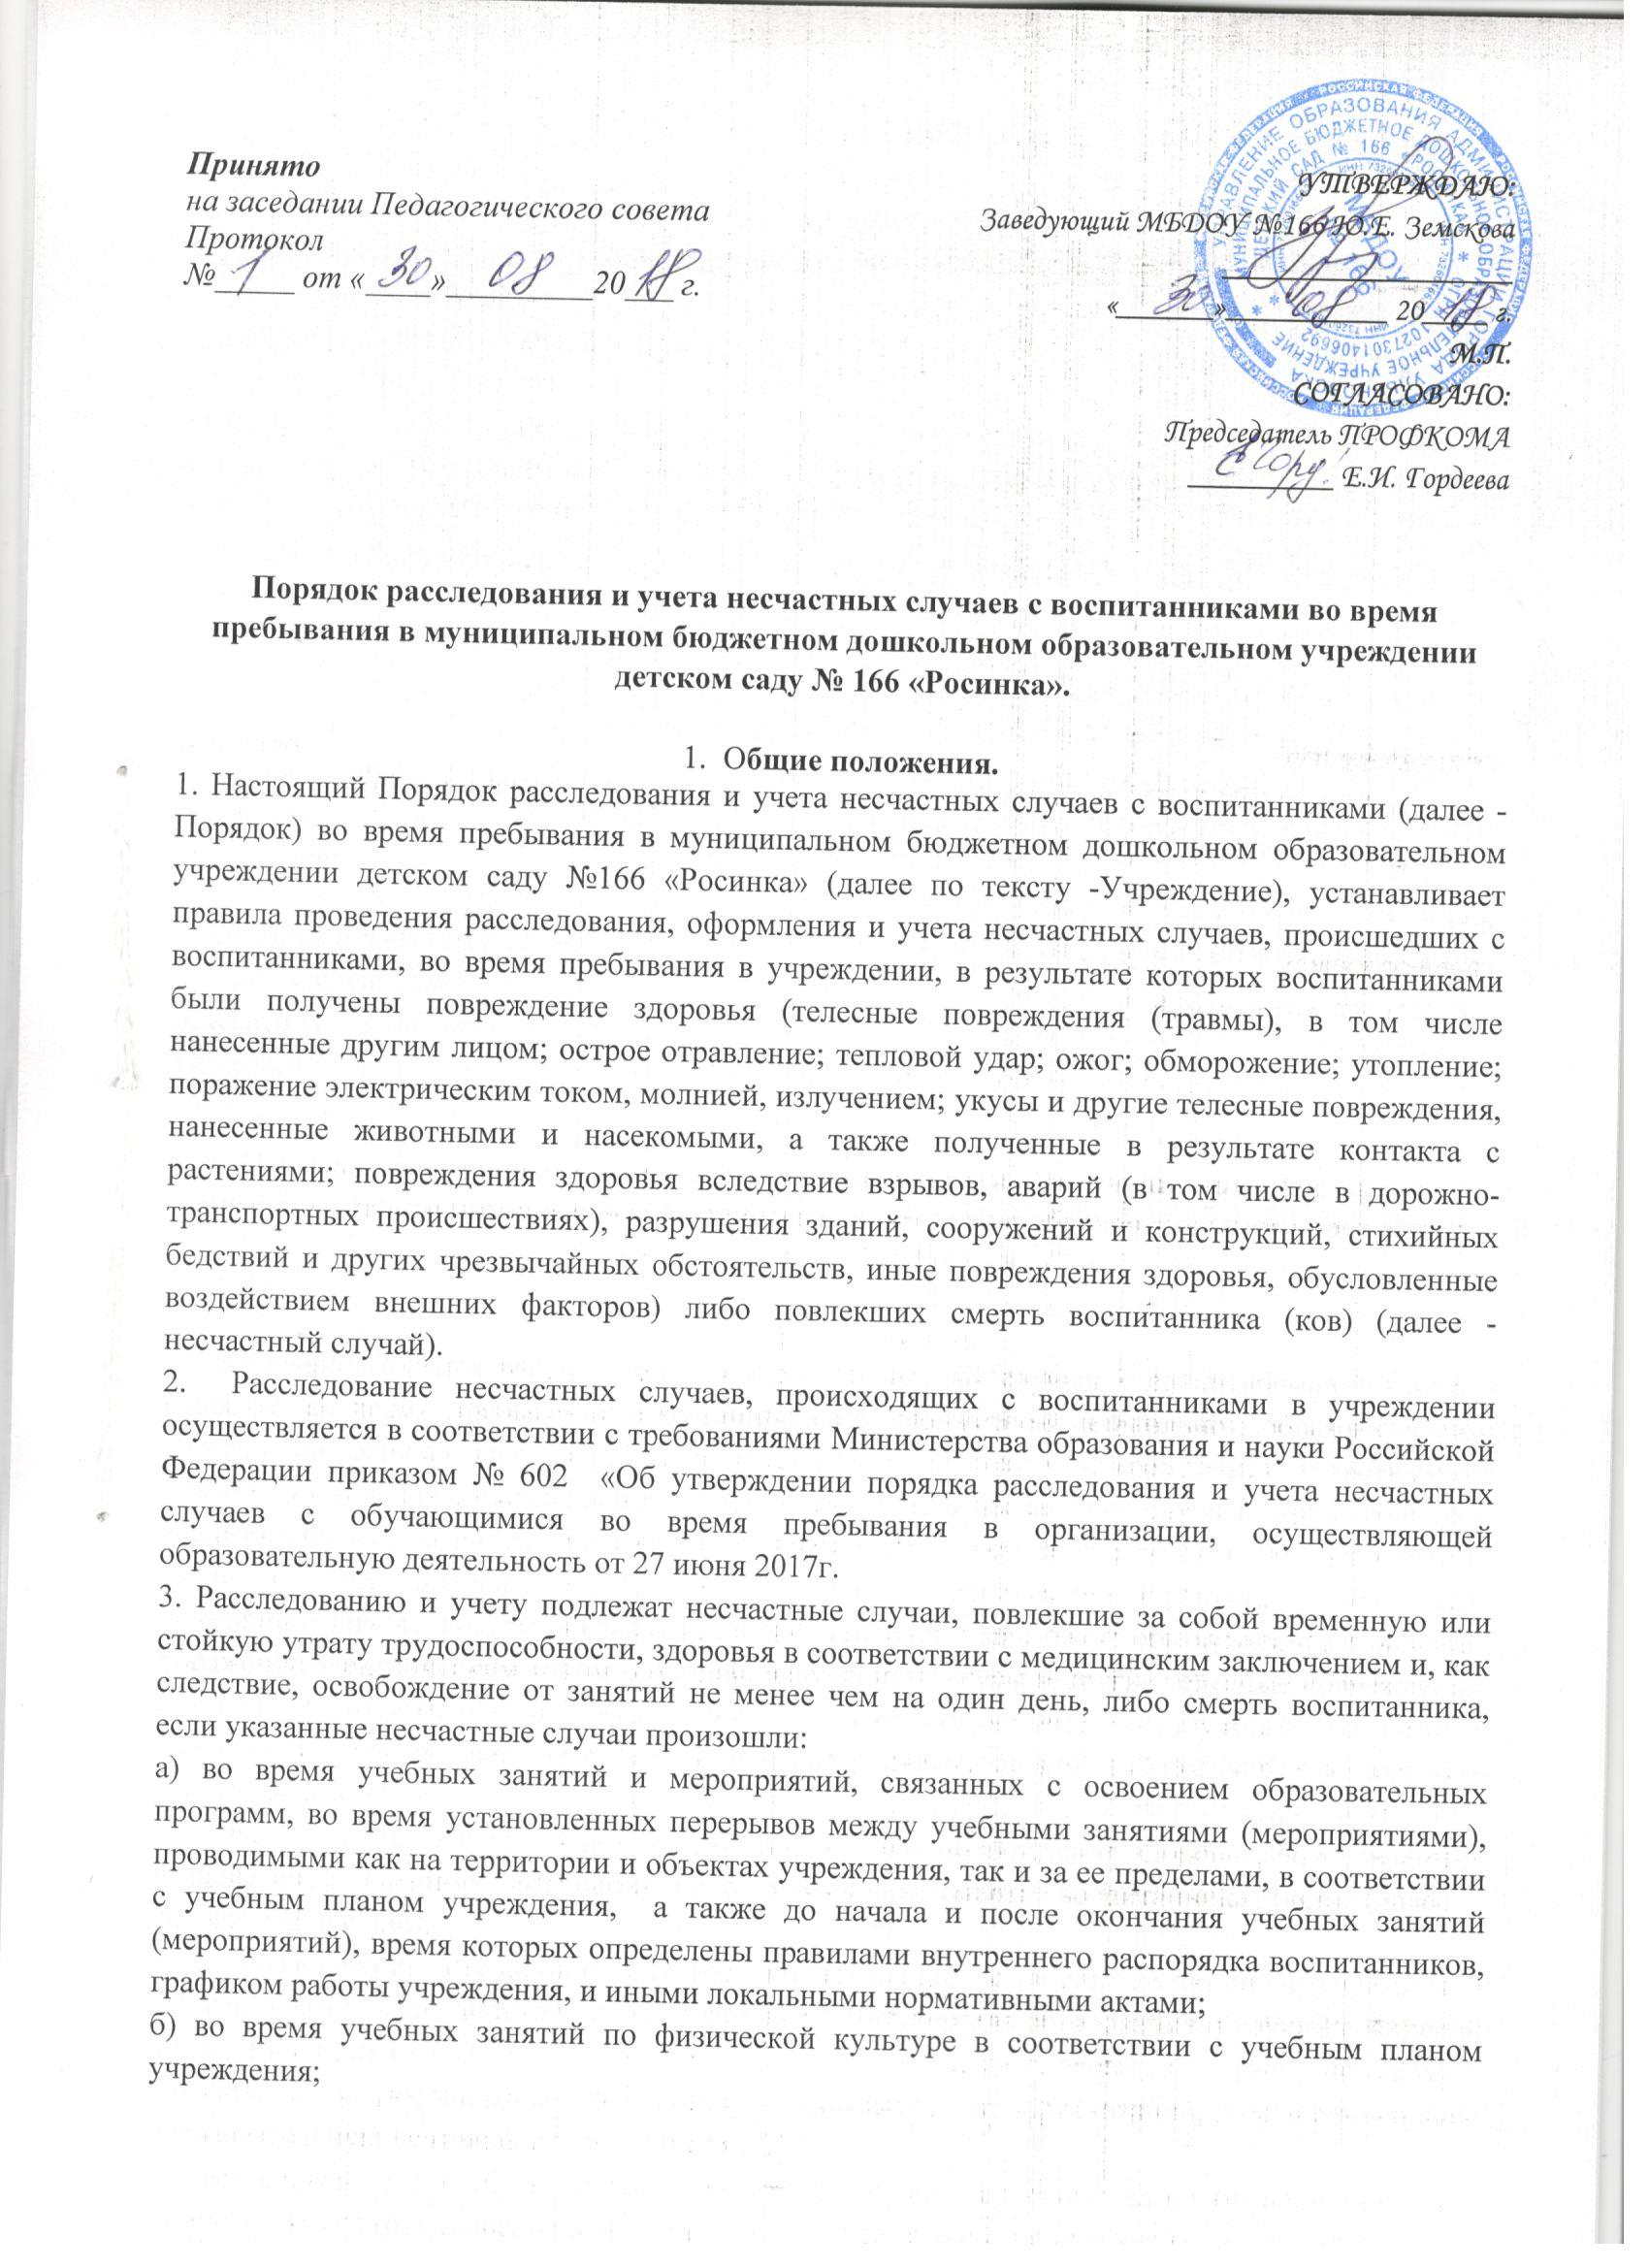 Принято
на заседании Педагогического совета
Протокол
№ 1 от « 30 » 08 20 18 г.
УТВЕРЖДАЮ:
Заведующий МБДОУ №166 Ю.Е. Земскова
« 30 » 08 20 18 г.
М.П.
СОГЛАСОВАНО:
Председатель ПРОФКОМА
Е.И. Гордеева
Порядок расследования и учета несчастных случаев с воспитанниками во время
пребывания в муниципальном бюджетном дошкольном образовательном учреждении
детском саду № 166 «Росинка».
1. Общие положения.
1. Настоящий Порядок расследования и учета несчастных случаев с воспитанниками (далее -
Порядок) во время пребывания в муниципальном бюджетном дошкольном образовательном
учреждении детском саду №166 «Росинка» (далее по тексту -Учреждение), устанавливает
правила проведения расследования, оформления и учета несчастных случаев, происшедших с
воспитанниками, во время пребывания в учреждении, в результате которых воспитанниками
были получены повреждение здоровья (телесные повреждения (травмы), в том числе
нанесенные другим лицом; острое отравление; тепловой удар; ожог; обморожение; утопление;
поражение электрическим током, молнией, излучением; укусы и другие телесные повреждения,
нанесенные животными и насекомыми, а также полученные в результате контакта с
растениями; повреждения здоровья вследствие взрывов, аварий (в том числе в дорожно-
транспортных происшествиях), разрушения зданий, сооружений и конструкций, стихийных
бедствий и других чрезвычайных обстоятельств, иные повреждения здоровья, обусловленные
воздействием внешних факторов) либо повлекших смерть воспитанника (ков) (далее -
несчастный случай).
2. Расследование несчастных случаев, происходящих с воспитанниками в учреждении
осуществляется в соответствии с требованиями Министерства образования и науки Российской
Федерации приказом № 602 «Об утверждении порядка расследования и учета несчастных
случаев с обучающимися во время пребывания в организации, осуществляющей
образовательную деятельность от 27 июня 2017г.
3. Расследованию и учету подлежат несчастные случаи, повлекшие за собой временную или
стойкую утрату трудоспособности, здоровья в соответствии с медицинским заключением и, как
следствие, освобождение от занятий не менее чем на один день, либо смерть воспитанника,
если указанные несчастные случаи произошли:
а) во время учебных занятий и мероприятий, связанных с освоением образовательных
программ, во время установленных перерывов между учебными занятиями (мероприятиями),
проводимыми как на территории и объектах учреждения, так и за ее пределами, в соответствии
с учебным планом учреждения, а также до начала и после окончания учебных занятий
(мероприятий), время которых определены правилами внутреннего распорядка воспитанников,
графиком работы учреждения, и иными локальными нормативными актами;
б) во время учебных занятий по физической культуре в соответствии с учебным планом
учреждения;